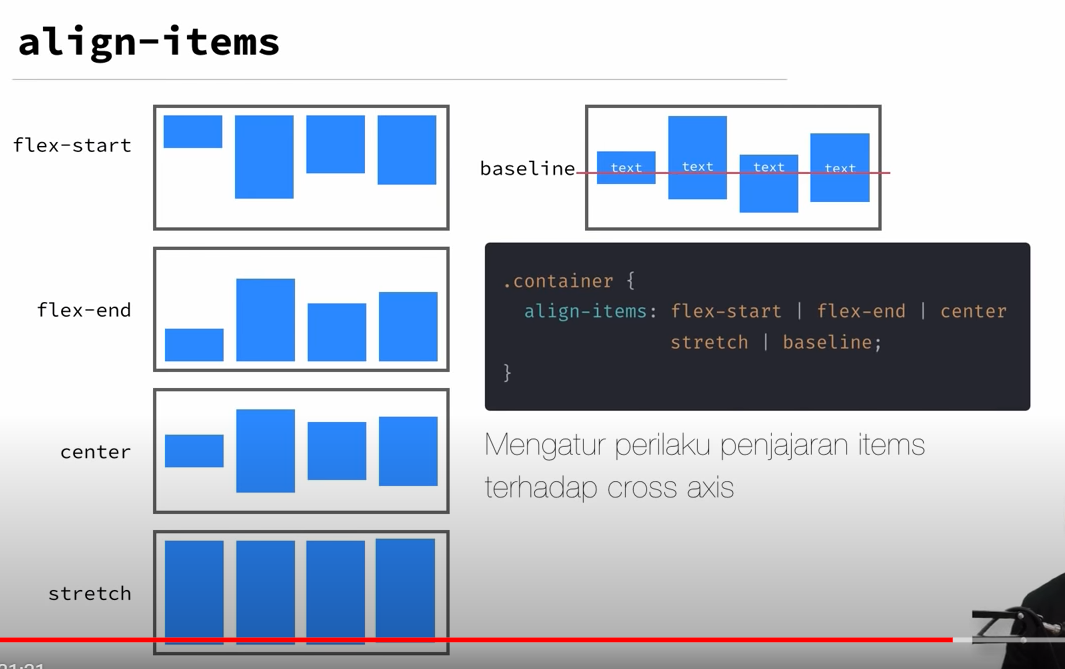 align-items
flex-start
baseline
text text text text
flex-end
.container {
align-items: flex-start | flex-end | center
stretch | baseline;
}
center
Mengatur perilaku penjajaran items
terhadap cross axis
stretch